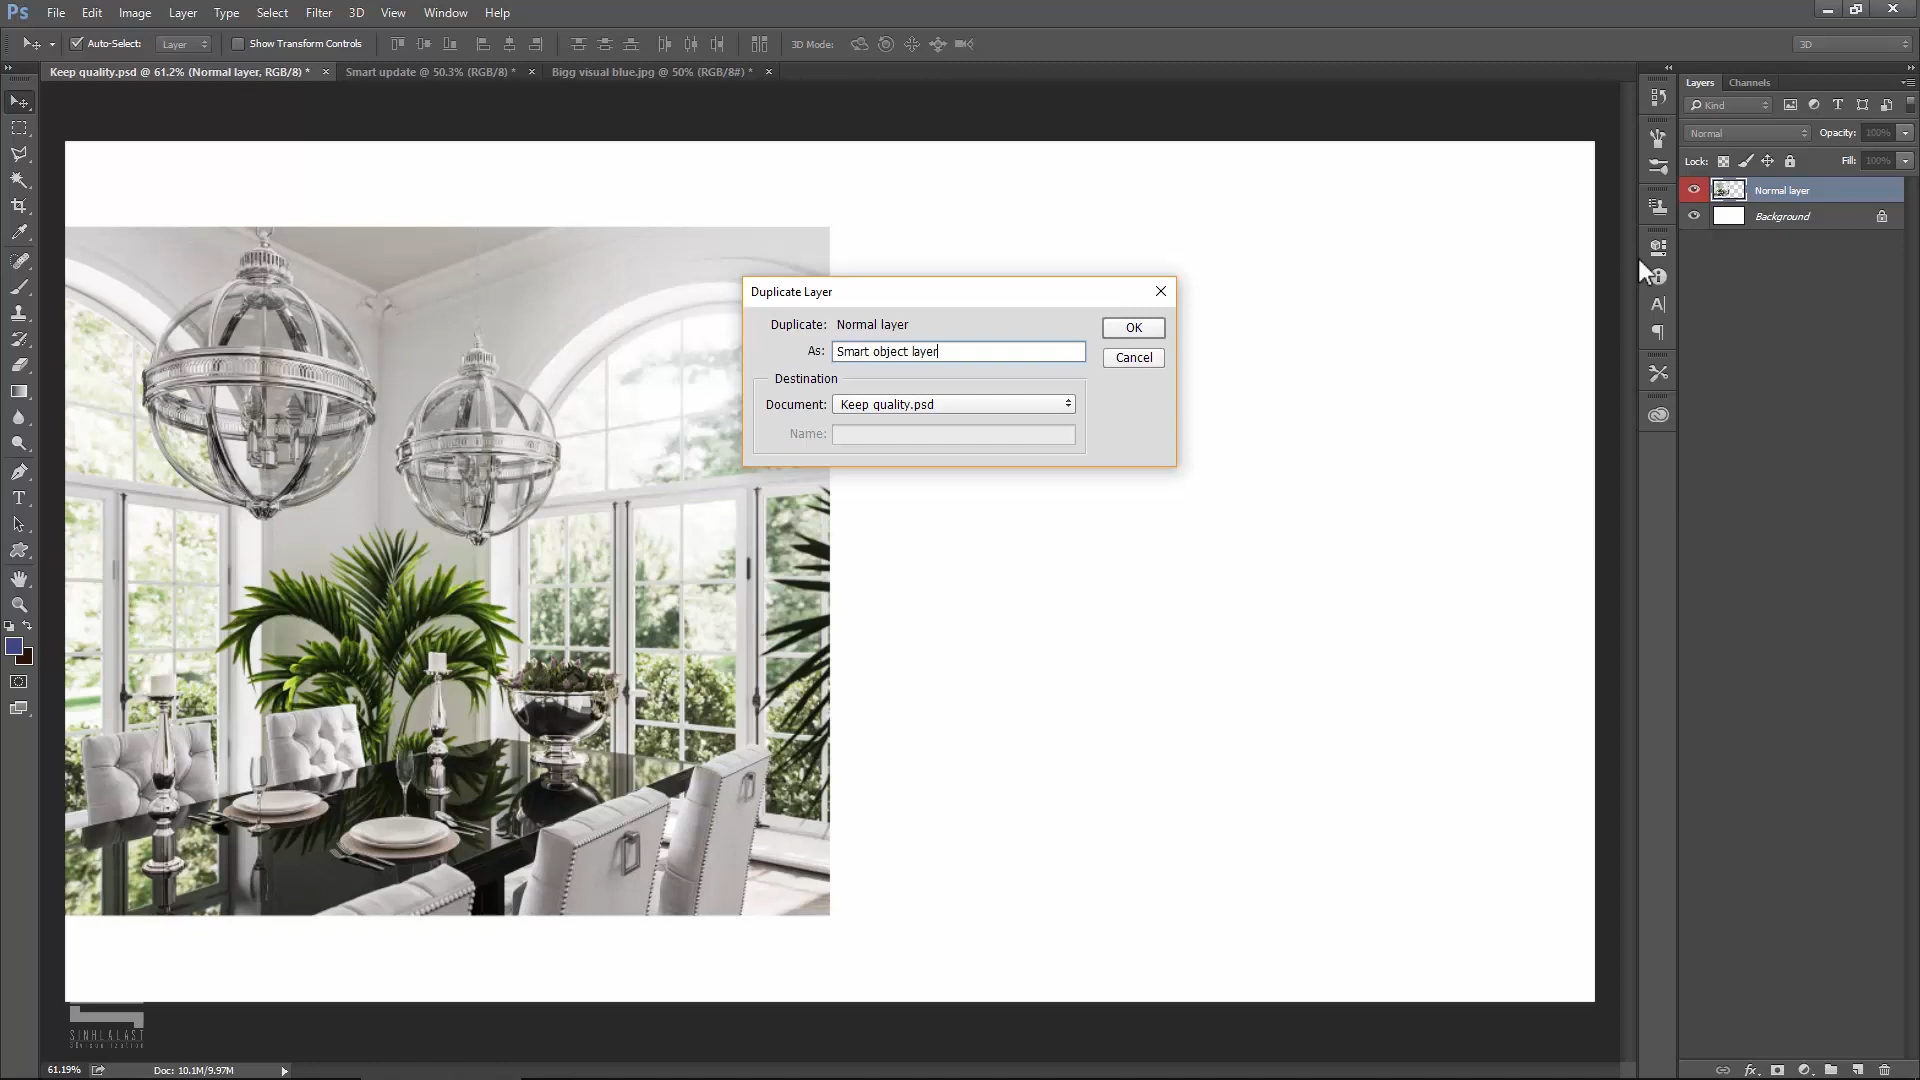 Ps File Edit Image Layer Type Select Filter 3D View Window Help
Auto-Select: Layer Show Transform Controls 3D Mode: 3D
Keep quality.psd @ 61.2% (Normal layer, RGB/8) * × Smart update @ 50.3% (RGB/8) * × Bigg visual blue.jpg @ 50% (RGB/8#) * ×
Layers Channels
Kind
Normal Opacity: 100%
Lock: Fill: 100%
Normal layer
Background
Duplicate Layer
Duplicate: Normal layer
As: Smart object layer
OK
Cancel
Destination
Document: Keep quality.psd
Name:
SINHLALAST
3Dvisualization
61.19% Doc: 10.1M/9.97M